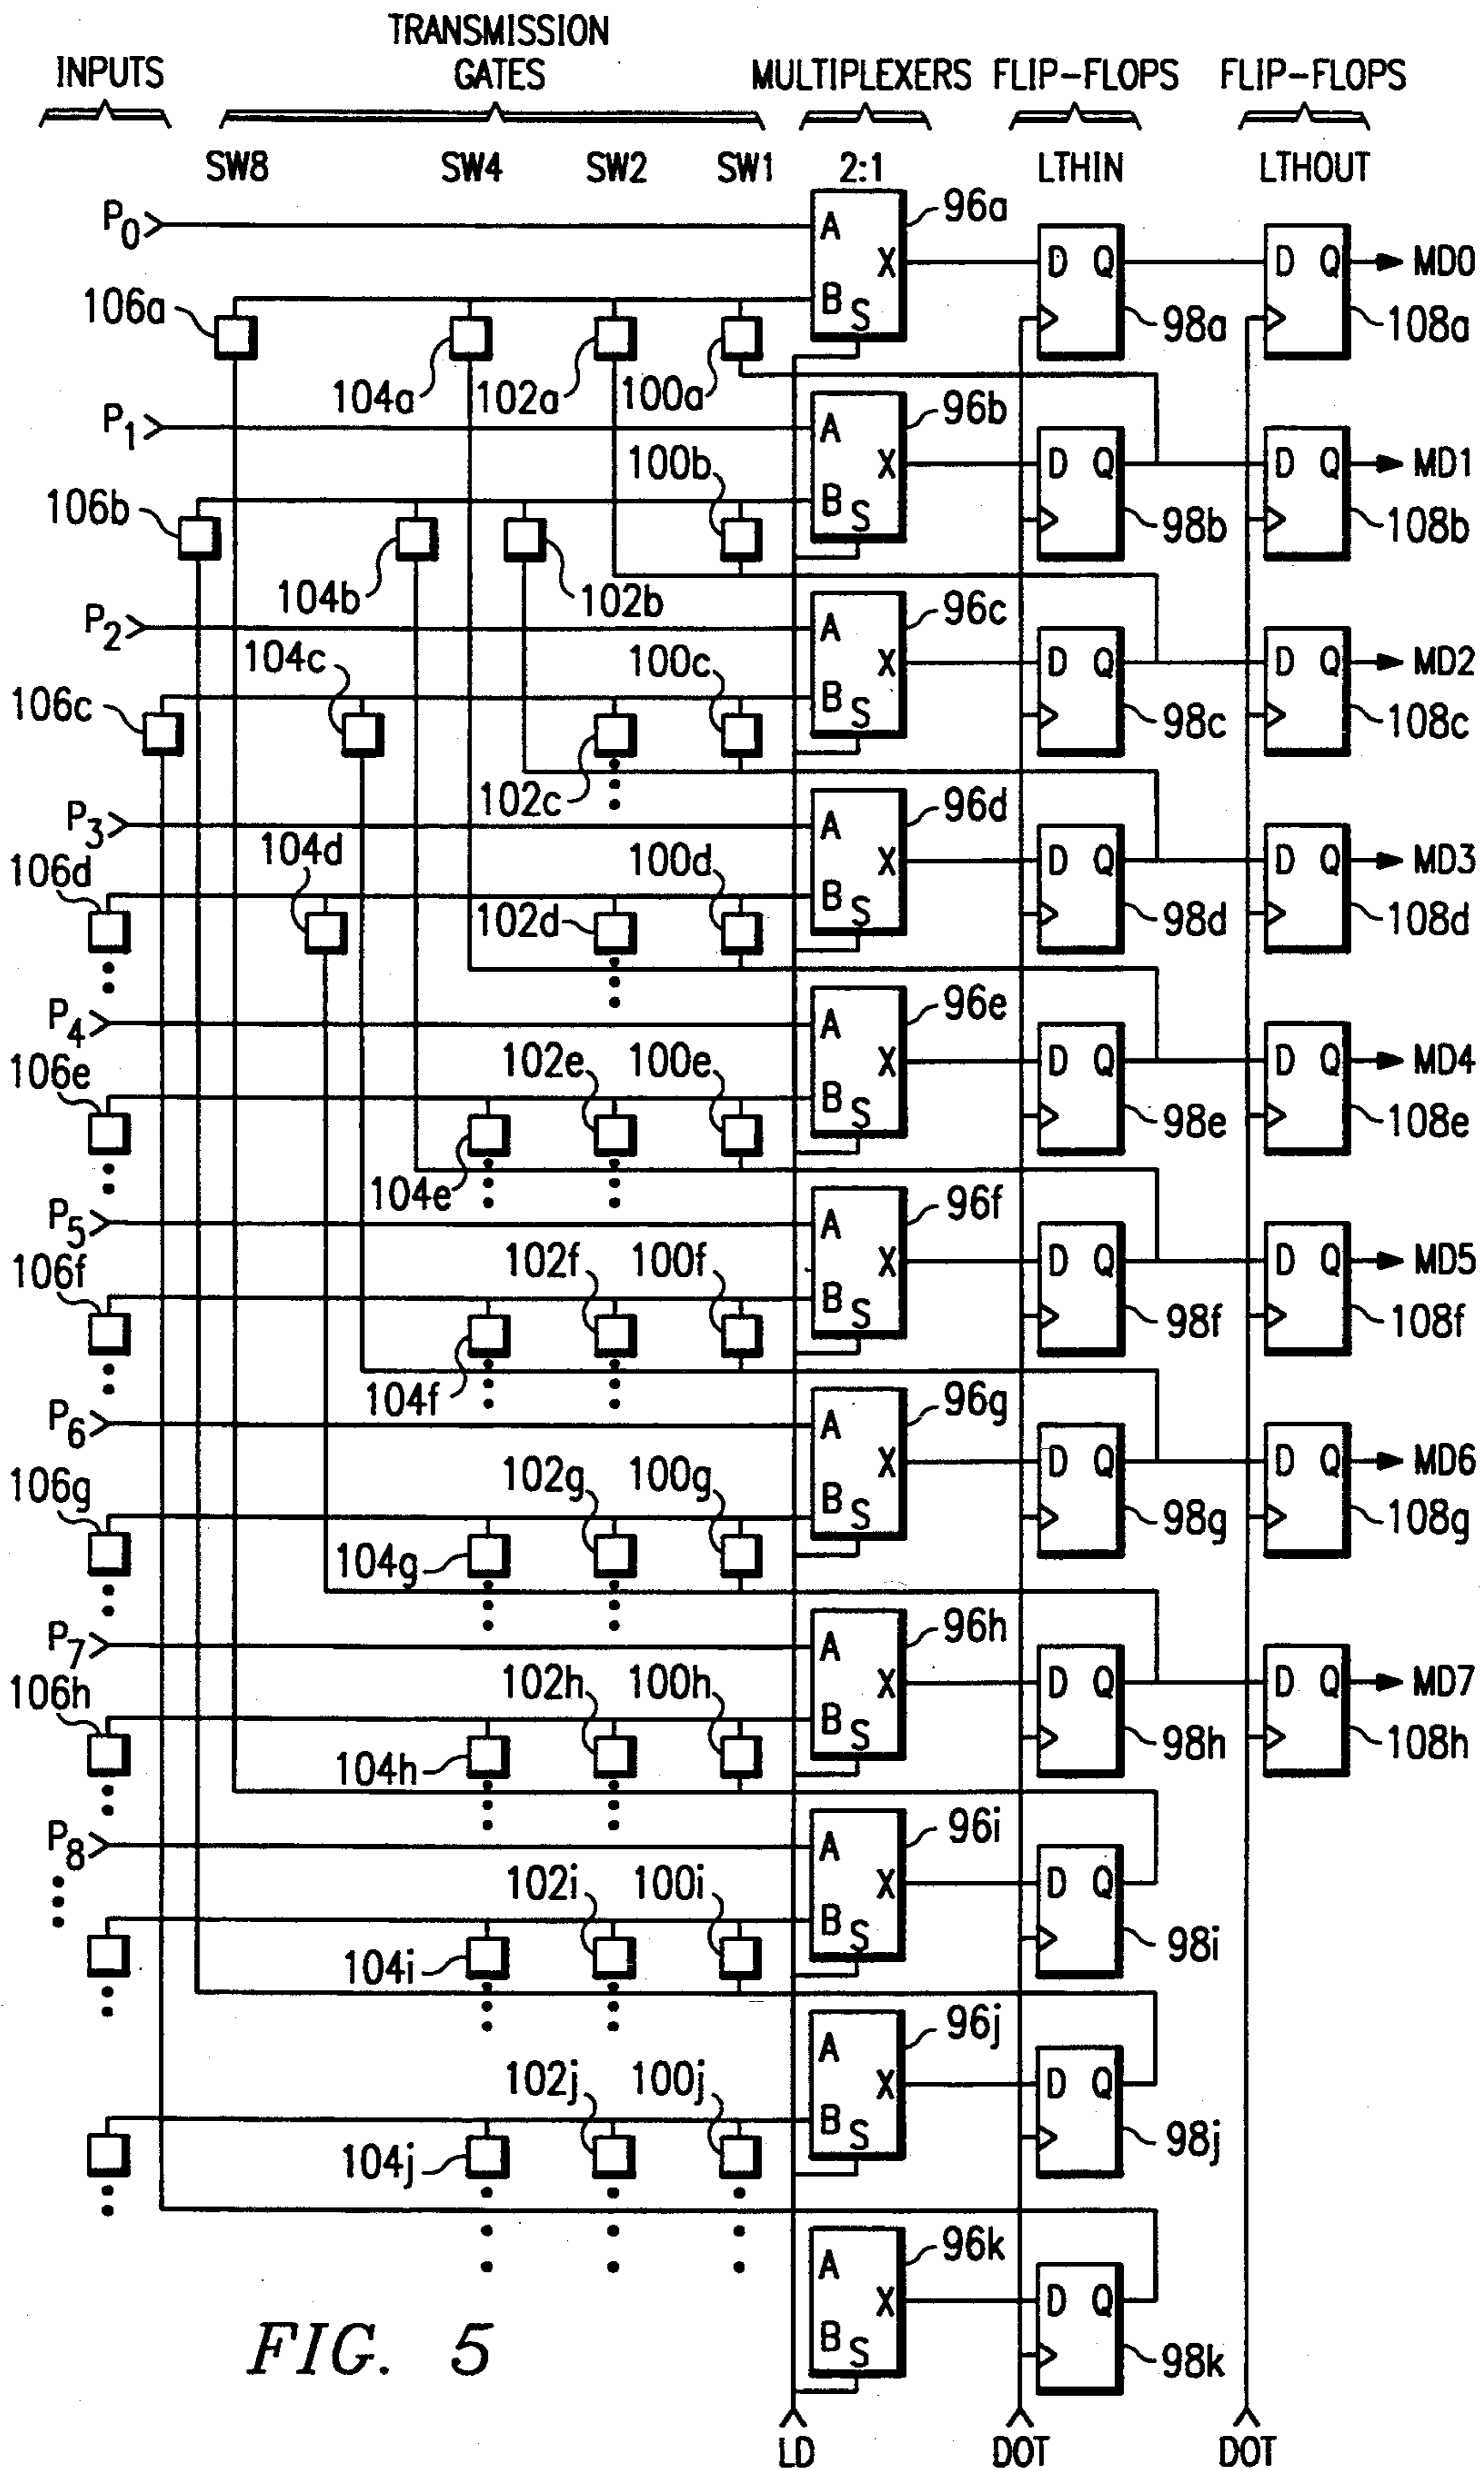 TRANSMISSION
INPUTS GATES MULTIPLEXERS FLIP-FLOPS FLIP-FLOPS
SW8 SW4 SW2 SW1 2:1 LTHIN LTHOUT
P0 A 96a
X D Q D Q MD0
106a B S 98a 108a
104a 102a 100a
P1 A 96b
100b X D Q D Q MD1
106b B S 98b 108b
104b 102b
P2 A 96c
104c 100c X D Q D Q MD2
106c B S 98c 108c
102c
P3 A 96d
104d 100d X D Q D Q MD3
106d B S 98d 108d
102d
P4 A 96e
106e 102e 100e X D Q D Q MD4
B S 98e 108e
104e
P5 A 96f
106f 102f 100f X D Q D Q MD5
B S 98f 108f
104f
P6 A 96g
106g 102g 100g X D Q D Q MD6
B S 98g 108g
104g
P7 A 96h
106h 102h 100h X D Q D Q MD7
B S 98h 108h
104h
P8 A 96i
102i 100i X D Q
B S 98i
104i
A 96j
102j 100j X D Q
B S 98j
104j
A 96k
X D Q
B S 98k
FIG. 5
LD DOT DOT